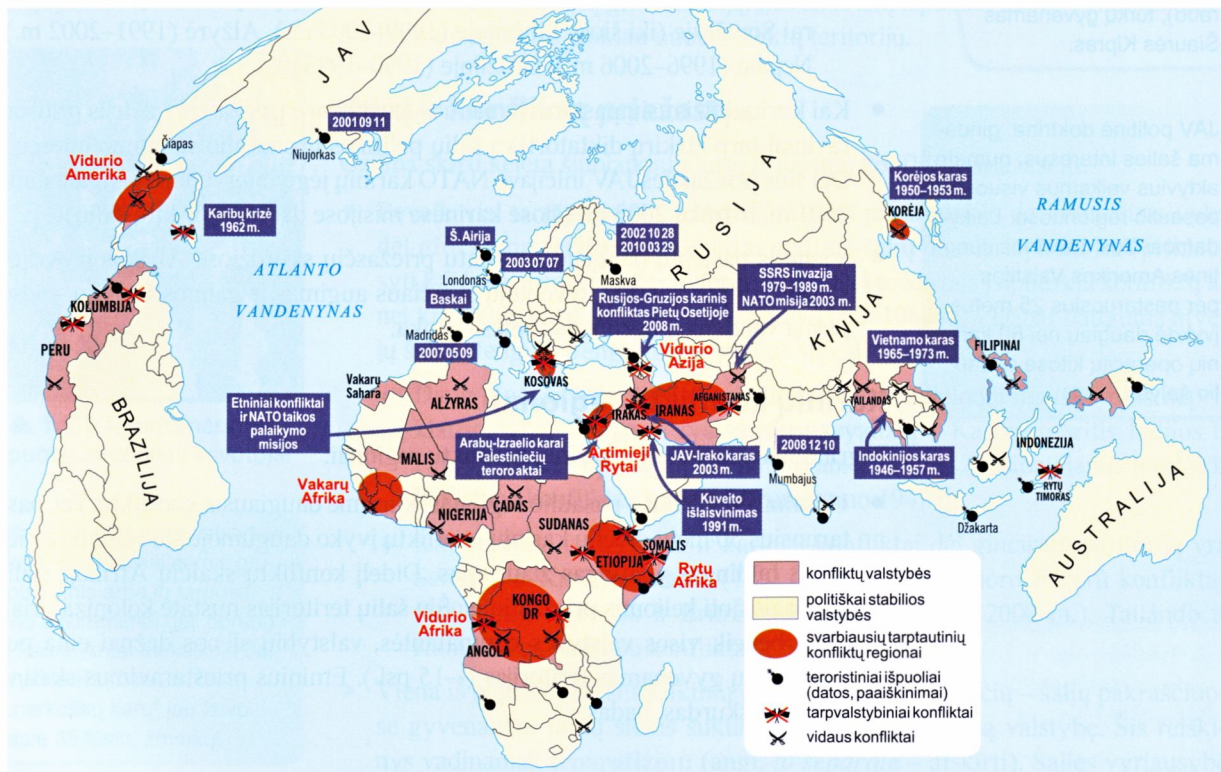 JAV
2001 09 11
Niujorkas
Čiapas
Vidurio
Amerika
Karibų krizė
1962 m.
ATLANTO
VANDENYNAS
KOLUMBIJA
PERU
BRAZILIJA
Š. Airija
Londonas
2003 07 07
Baskai
Madridas
2007 05 09
2002 10 28
2010 03 29
Maskva
RUSIJA
Rusijos-Gruzijos karinis
konfliktas Pietų Osetijoje
2008 m.
SSRS invazija
1979–1989 m.
NATO misija 2003 m.
Korėjos karas
1950–1953 m.
KORĖJA
RAMUSIS
VANDENYNAS
KINIJA
Vidurio
Azija
Vietnamo karas
1965–1973 m.
FILIPINAI
KOSOVAS
Vakarų
Sahara
ALŽYRAS
Etniniai konfliktai
ir NATO taikos
palaikymo
misijos
Arabų-Izraelio karai
Palestiniečių
teroro aktai
IRAKAS
IRANAS
AFGANISTANAS
TAILANDAS
Artimieji
Rytai
JAV-Irako karas
2003 m.
2008 12 10
Mumbajus
Indokinijos karas
1946–1957 m.
INDONEZIJA
RYTŲ
TIMORAS
Džakarta
AUSTRALIJA
Kuveito
išlaisvinimas
1991 m.
MALIS
Vakarų
Afrika
NIGERIJA
ČADAS
SUDANAS
ETIOPIJA
SOMALIS
Rytų
Afrika
KONGO
DR
Vidurio
Afrika
ANGOLA
konfliktų valstybės
politiškai stabilios
valstybės
svarbiausių tarptautinių
konfliktų regionai
teroristiniai išpuoliai
(datos, paaiškinimai)
tarpvalstybiniai konfliktai
vidaus konfliktai